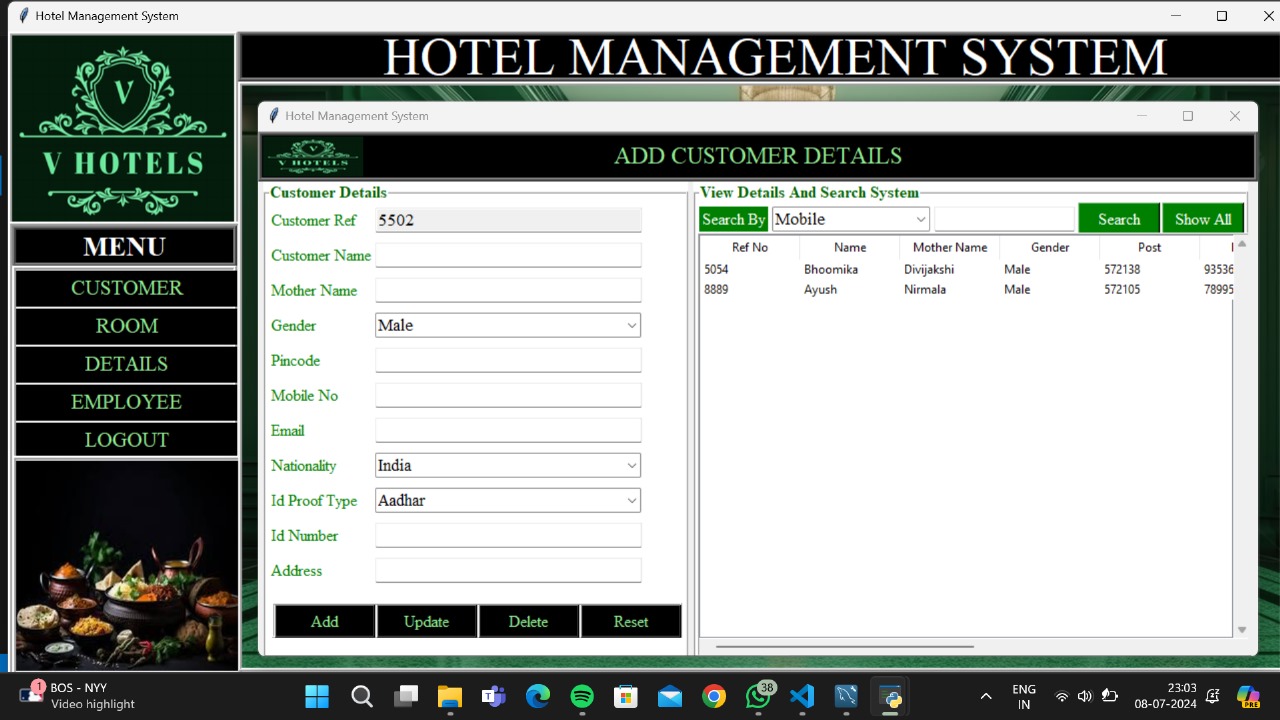 Hotel Management System
V
V HOTELS
HOTEL MANAGEMENT SYSTEM
MENU
CUSTOMER
ROOM
DETAILS
EMPLOYEE
LOGOUT
Hotel Management System
V HOTELS
ADD CUSTOMER DETAILS
Customer Details
Customer Ref 5502
Customer Name
Mother Name
Gender Male
Pincode
Mobile No
Email
Nationality India
Id Proof Type Aadhar
Id Number
Address
Add Update Delete Reset
View Details And Search System
Search By Mobile Search Show All
Ref No Name Mother Name Gender Post
5054 Bhoomika Divijakshi Male 572138 93536
8889 Ayush Nirmala Male 572105 78995
1 BOS - NYY
Video highlight
38
ENG
IN
23:03
08-07-2024
PRE